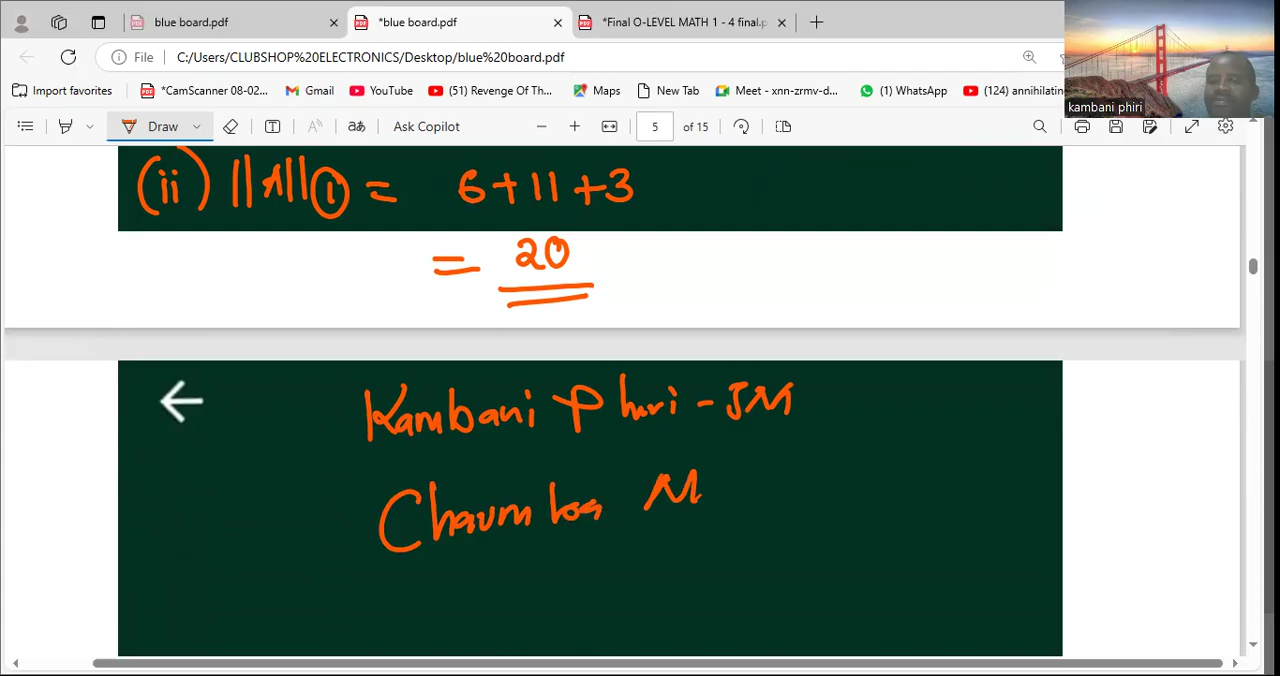 blue board.pdf
*blue board.pdf
*Final O-LEVEL MATH 1 - 4 final.p
File C:/Users/CLUBSHOP%20ELECTRONICS/Desktop/blue%20board.pdf
kambani phiri
Import favorites *CamScanner 08-02... Gmail YouTube (51) Revenge Of Th... Maps New Tab Meet - xnn-zrmv-d... (1) WhatsApp (124) annihilatin
Draw Ask Copilot 5 of 15
(ii) ||A||① = 6+11+3
= 20
Kambani Phiri - JM
Chaumba M